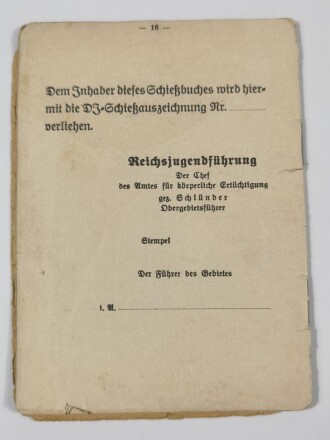 — 16 —
Dem Inhaber dieses Schießbuches wird hier-
mit die DJ-Schießauszeichnung Nr.
verliehen.
Reichsjugendführung
Der Chef
des Amtes für körperliche Ertüchtigung
gez. Schlünder
Obergebietsführer
Stempel
Der Führer des Gebietes
i. A.